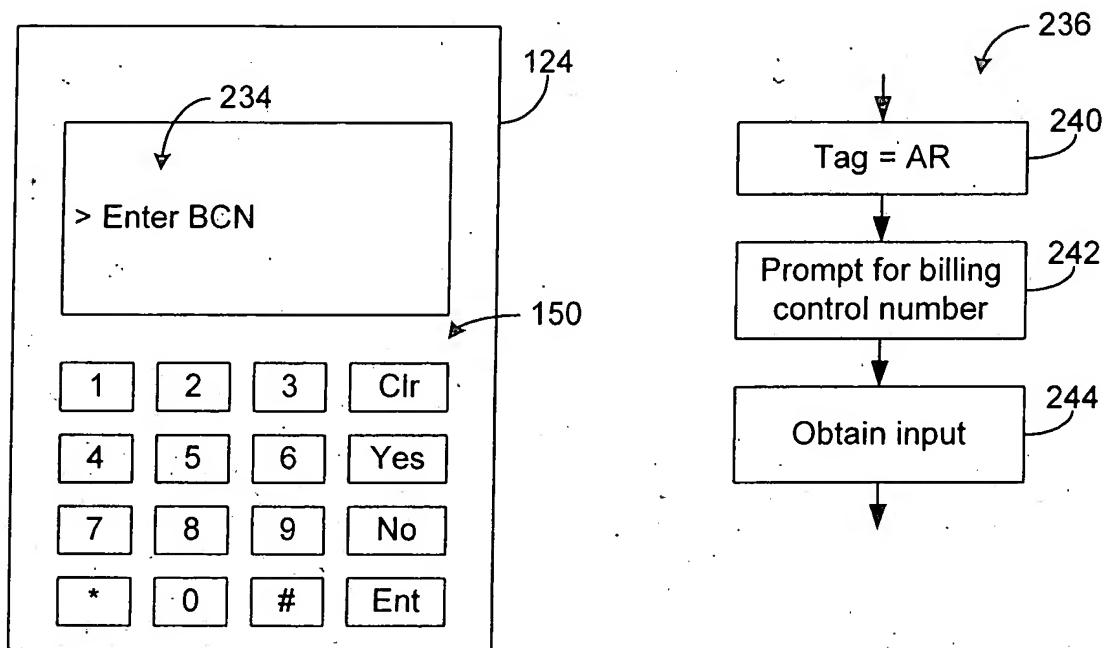 124
234
> Enter BCN
150
1 2 3 Clr
4 5 6 Yes
7 8 9 No
* 0 # Ent
236
240
Tag = AR
242
Prompt for billing
control number
244
Obtain input